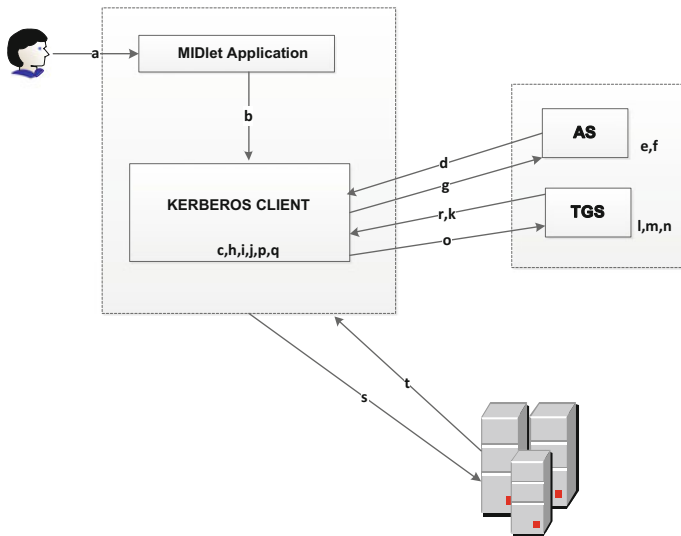 a
MIDlet Application
b
KERBEROS CLIENT
c,h,i,j,p,q
d
g
r,k
o
AS
e,f
TGS
l,m,n
s
t